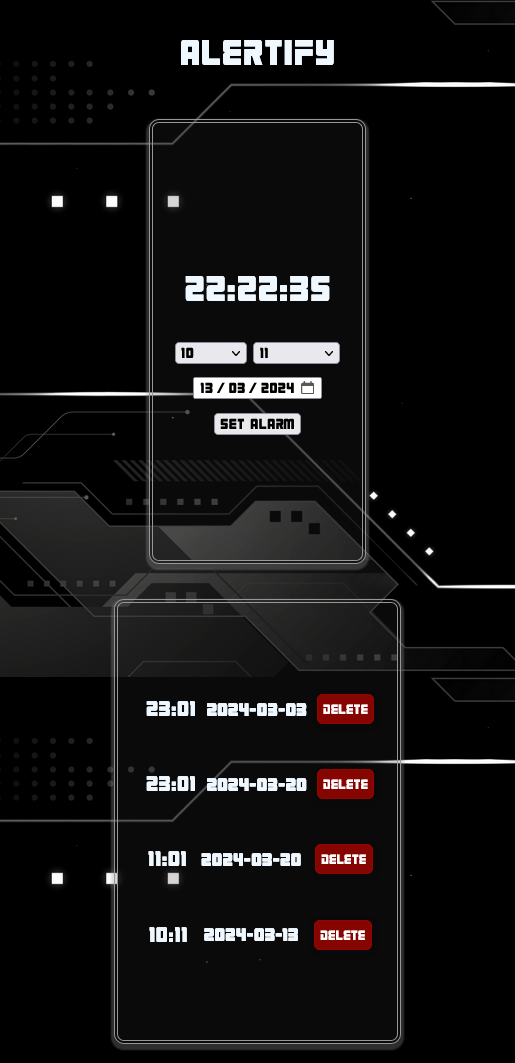 ALERTIFY
22:22:35
10 11
13 / 03 / 2024
SET ALARM
23:01 2024-03-03 DELETE
23:01 2024-03-20 DELETE
11:01 2024-03-20 DELETE
10:11 2024-03-13 DELETE